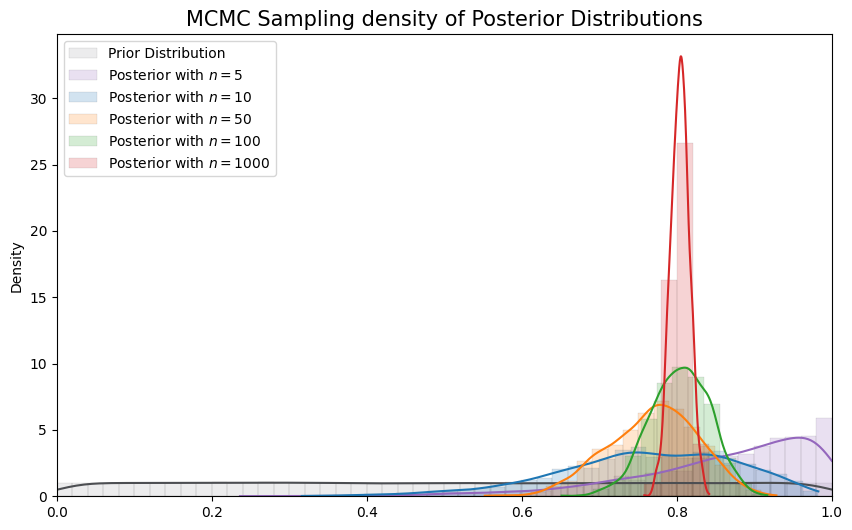 MCMC Sampling density of Posterior Distributions
Prior Distribution
Posterior with n = 5
Posterior with n = 10
Posterior with n = 50
Posterior with n = 100
Posterior with n = 1000
Density
30
25
20
15
10
5
0
0.0 0.2 0.4 0.6 0.8 1.0